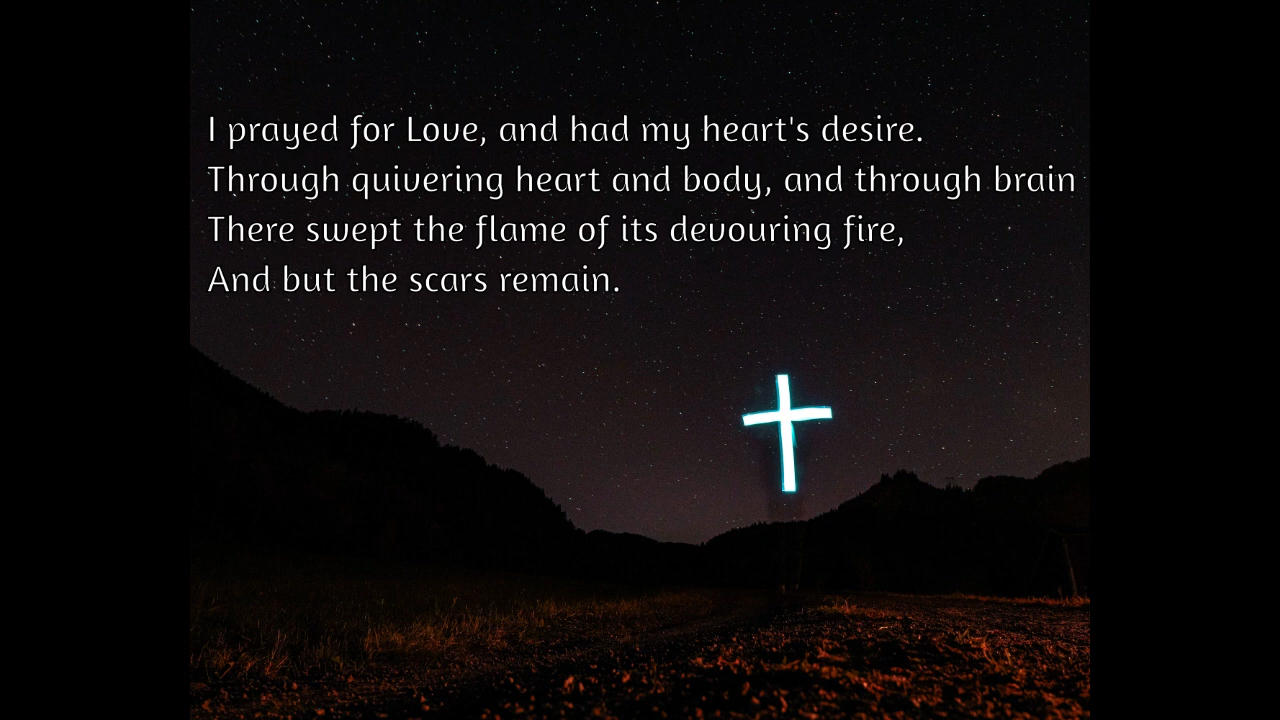 I prayed for Love, and had my heart's desire.
Through quivering heart and body, and through brain
There swept the flame of its devouring fire,
And but the scars remain.